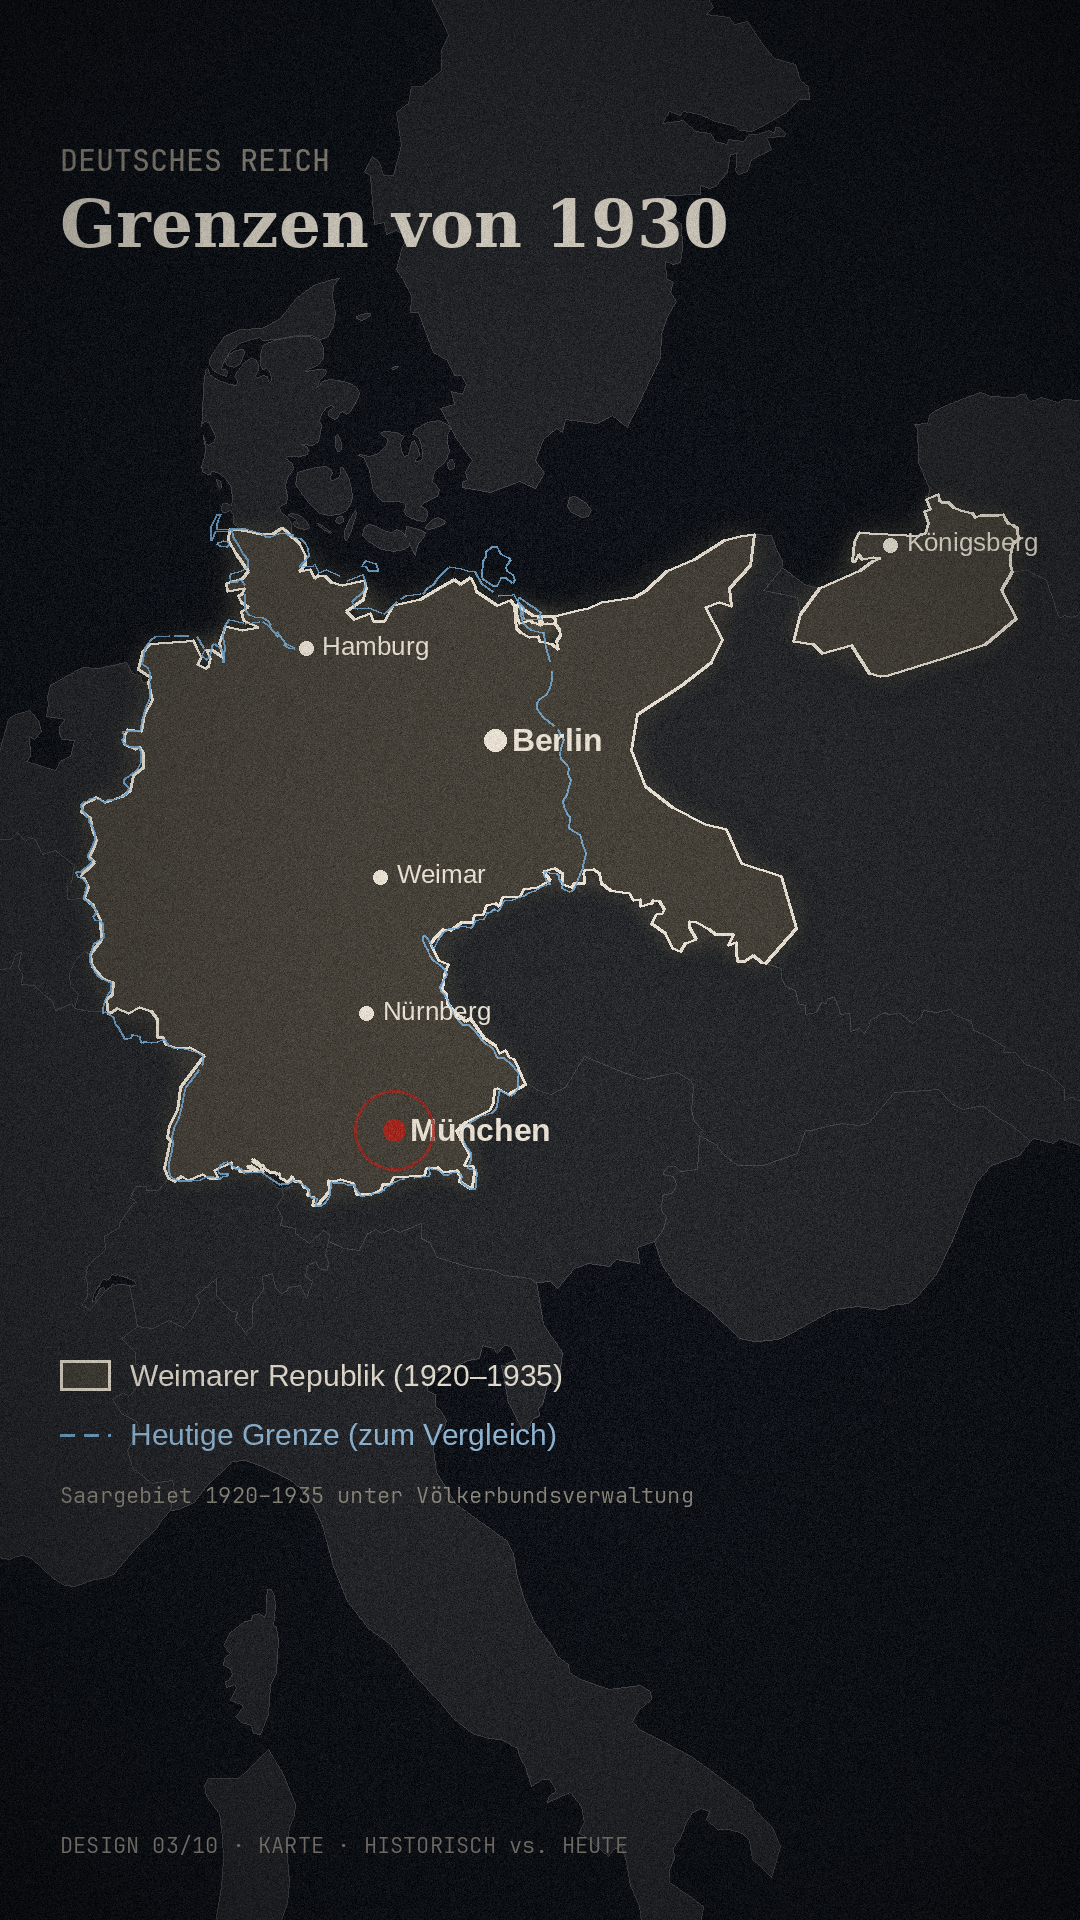 DEUTSCHES REICH
Grenzen von 1930
Königsberg
Hamburg
Berlin
Weimar
Nürnberg
München
Weimarer Republik (1920–1935)
Heutige Grenze (zum Vergleich)
Saargebiet 1920–1935 unter Völkerbundsverwaltung
DESIGN 03/10 · KARTE · HISTORISCH vs. HEUTE